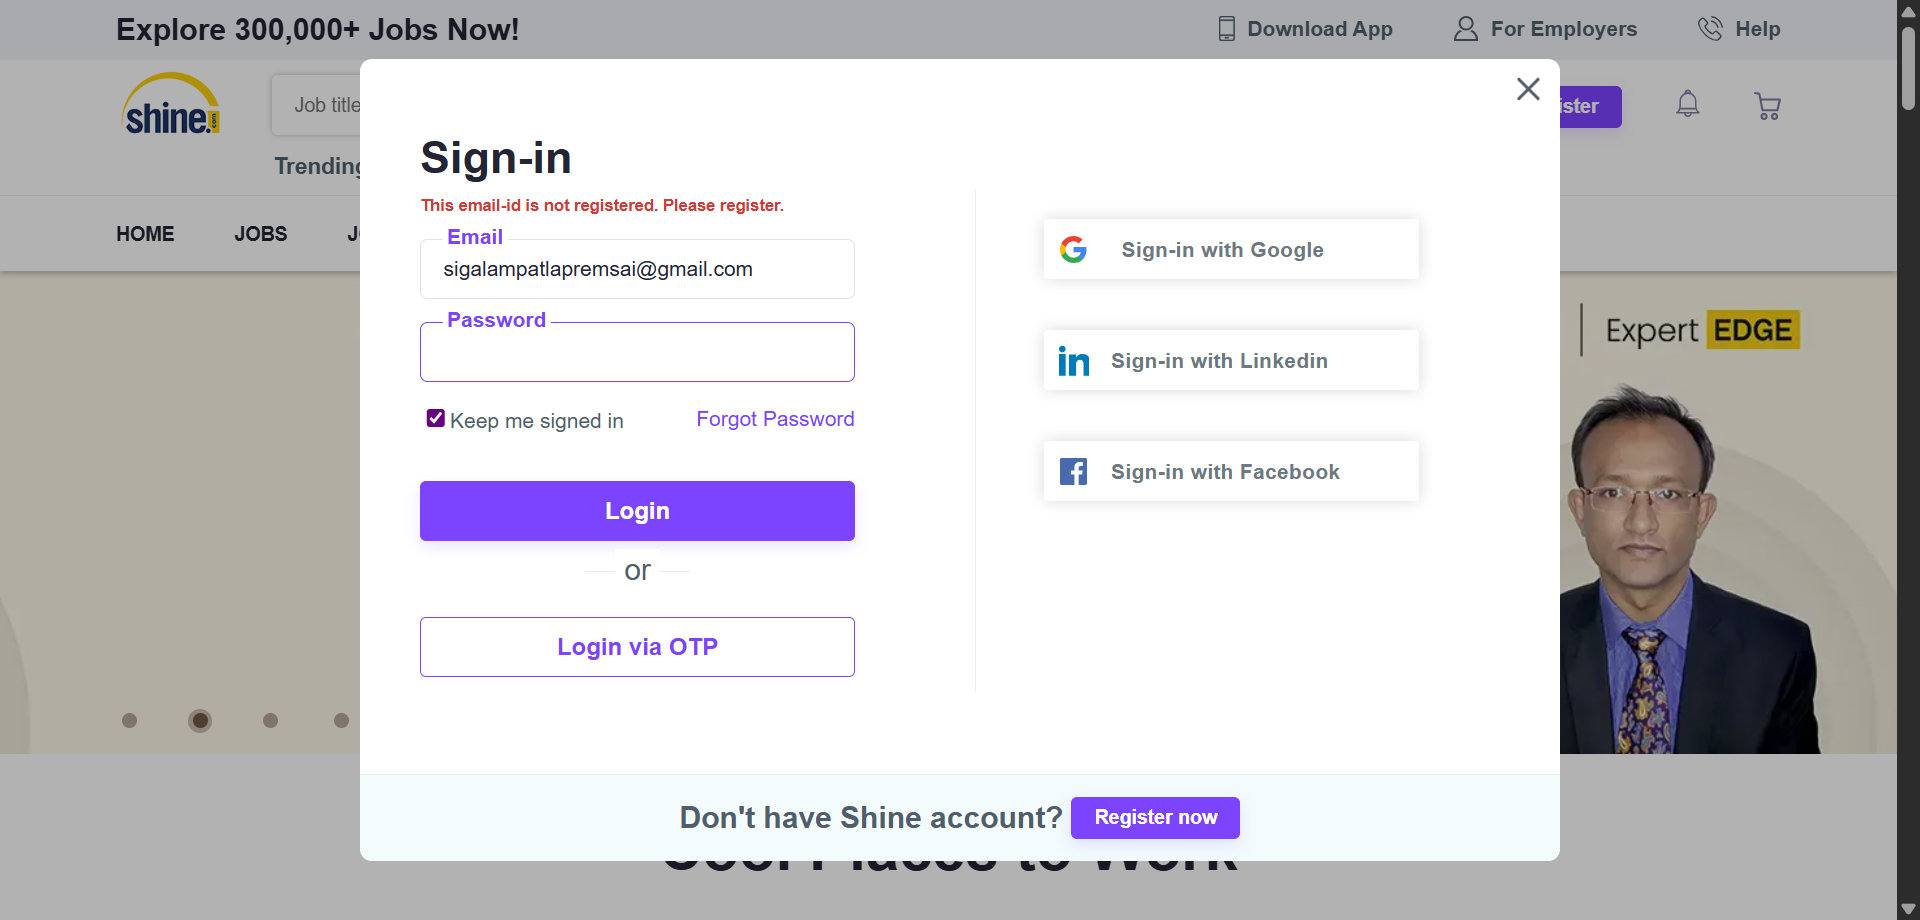 Explore 300,000+ Jobs Now!
Download App
For Employers
Help
shine.com
Job title
ister
Trending
HOME
JOBS
Sign-in
This email-id is not registered. Please register.
Email
sigalampatlapremsai@gmail.com
Password
Keep me signed in
Forgot Password
Login
or
Login via OTP
Sign-in with Google
Sign-in with Linkedin
Sign-in with Facebook
Expert EDGE
Don't have Shine account? Register now